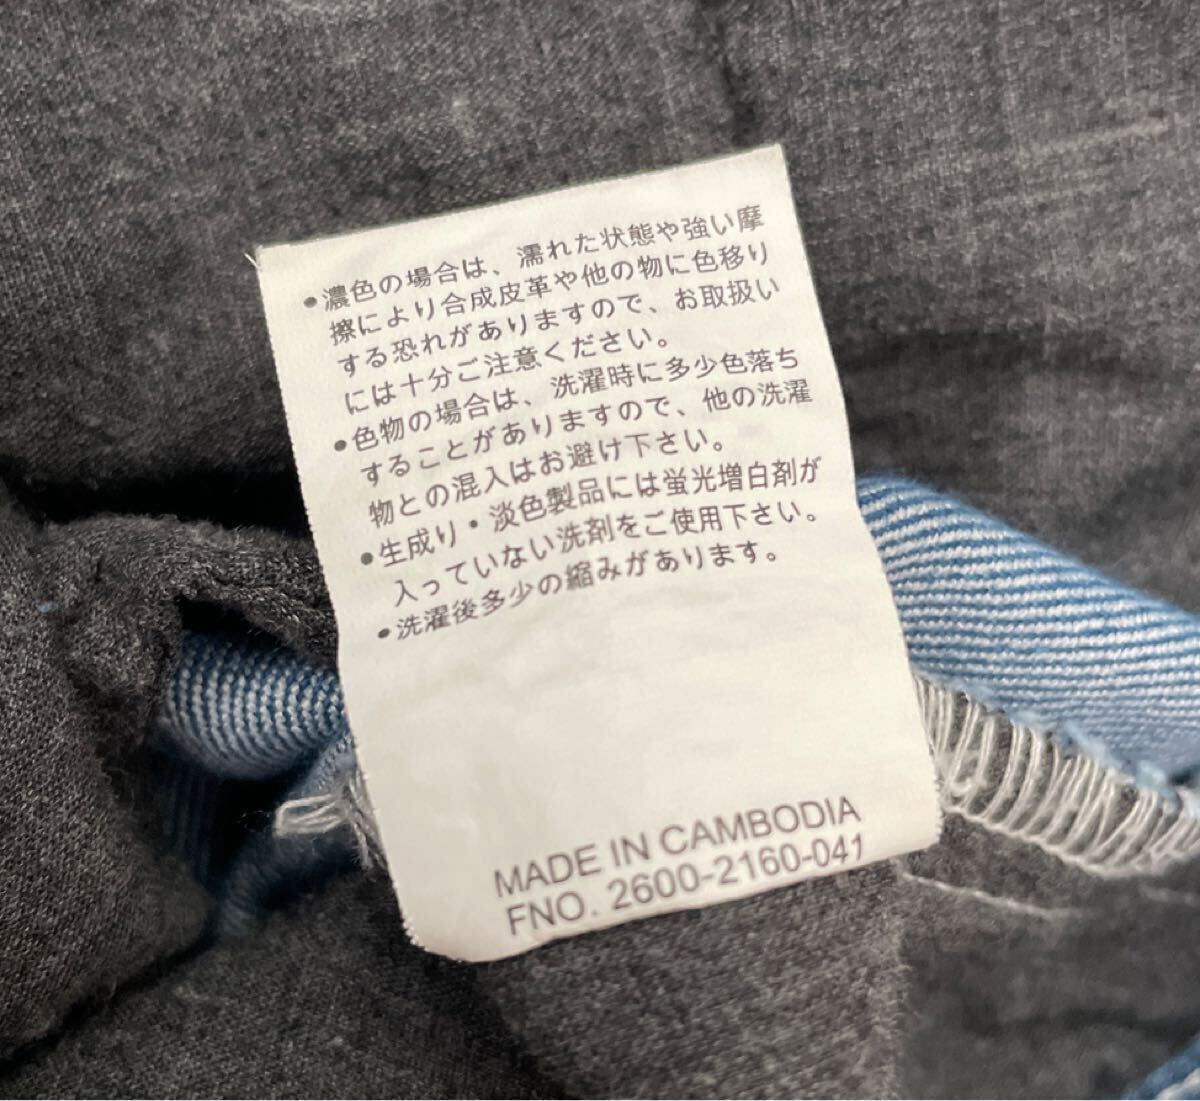 ●濃色の場合は、濡れた状態や強い摩
擦により合成皮革や他の物に色移り
する恐れがありますので、お取扱い
には十分ご注意ください。
●色物の場合は、洗濯時に多少色落ち
することがありますので、他の洗濯
物との混入はお避け下さい。
●生成り・淡色製品には蛍光増白剤が
入っていない洗剤をご使用下さい。
●洗濯後多少の縮みがあります。
MADE IN CAMBODIA
FNO. 2600-2160-041